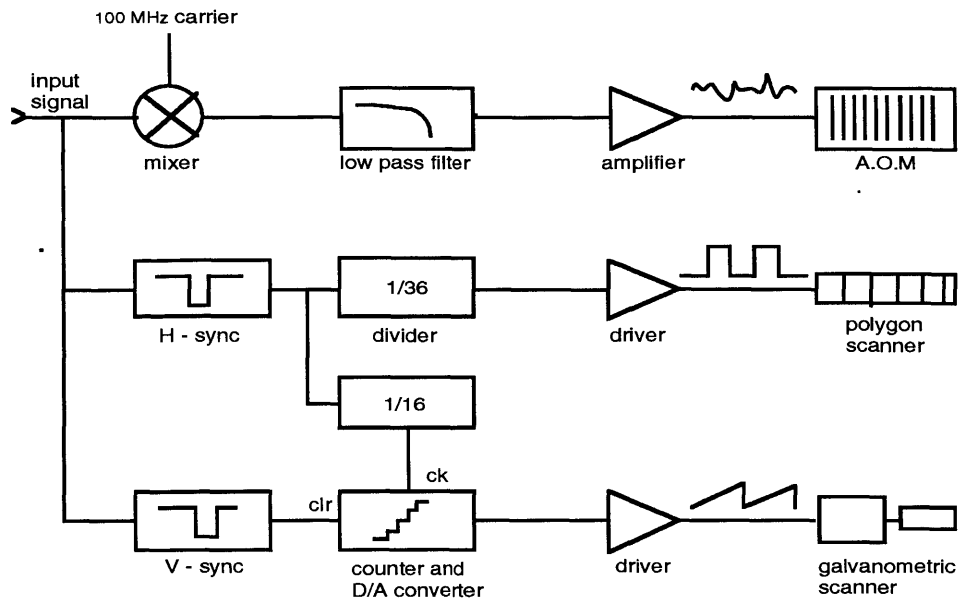 100 MHz carrier
input
signal
mixer
low pass filter
amplifier
A.O.M
H - sync
1/36
divider
driver
polygon
scanner
1/16
ck
clr
V - sync
counter and
D/A converter
driver
galvanometric
scanner